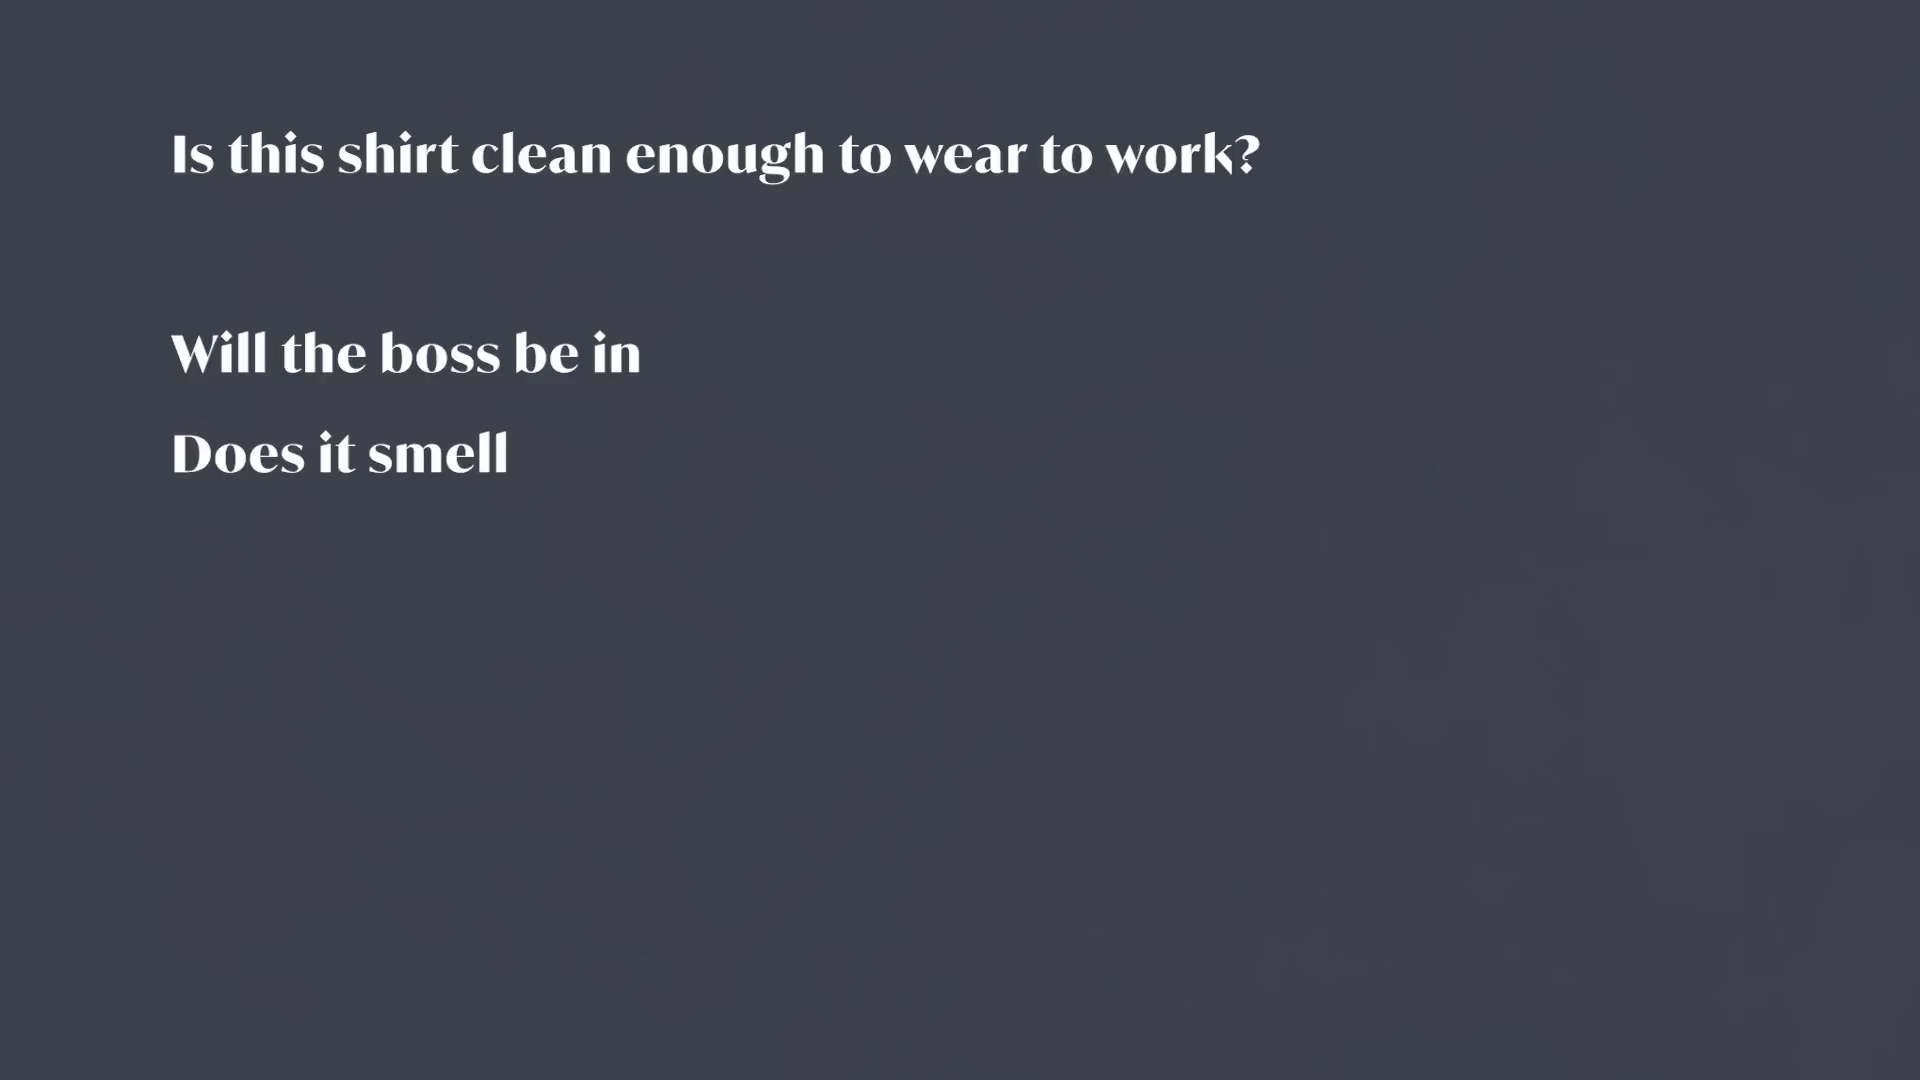 Is this shirt clean enough to wear to work?
Will the boss be in
Does it smell